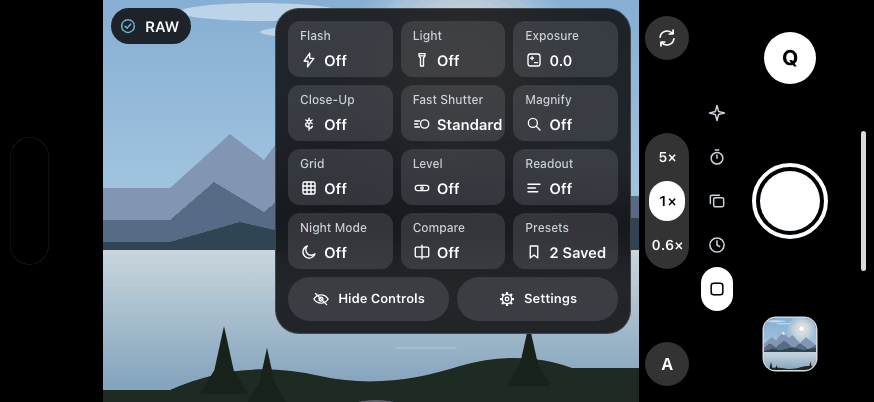 RAW
Flash
Off
Light
Off
Exposure
0.0
Close-Up
Off
Fast Shutter
Standard
Magnify
Off
Grid
Off
Level
Off
Readout
Off
Night Mode
Off
Compare
Off
Presets
2 Saved
Hide Controls
Settings
5×
1×
0.6×
Q
A